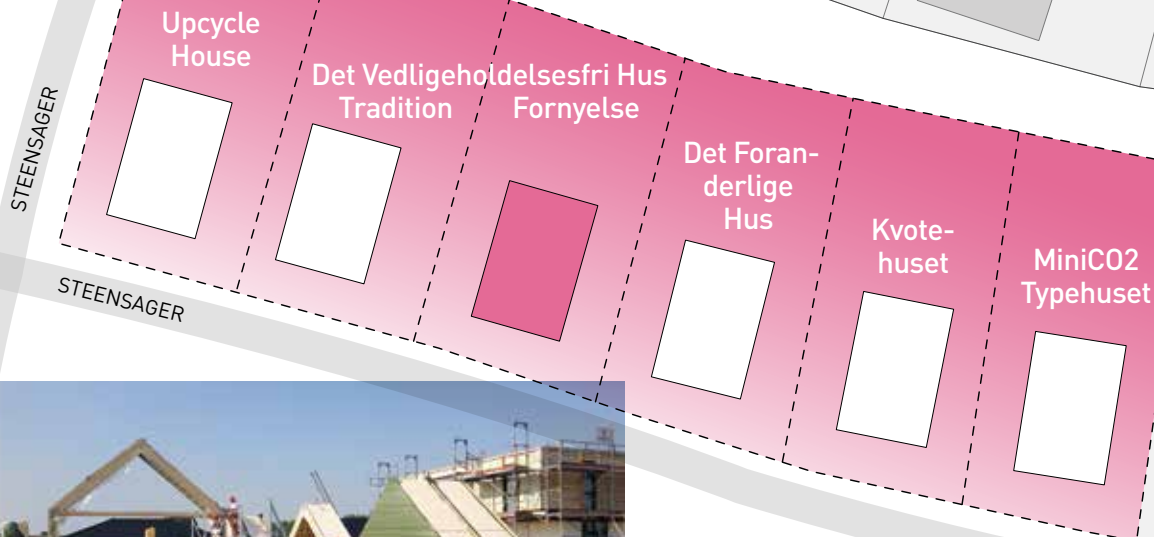 Upcycle
House
Det Vedligeholdelsesfri Hus
Tradition
Fornyelse
Det Foran-
derlige
Hus
Kvote-
huset
MiniCO2
Typehuset
STEENSAGER
STEENSAGER